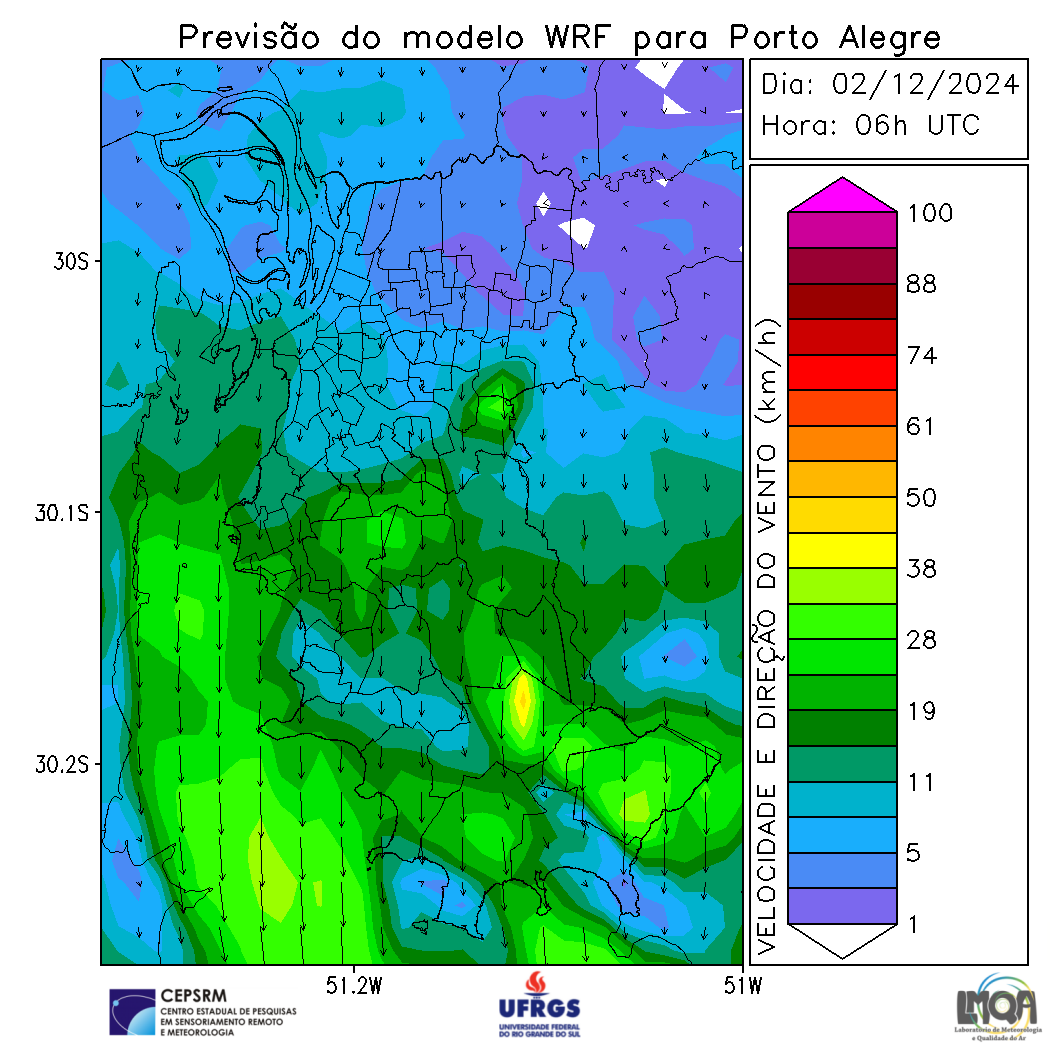 Previsão do modelo WRF para Porto Alegre
Dia: 02/12/2024
Hora: 06h UTC
30S
30.1S
30.2S
51.2W
51W
VELOCIDADE E DIREÇÃO DO VENTO (km/h)
100
88
74
61
50
38
28
19
11
5
1
CEPSRM
CENTRO ESTADUAL DE PESQUISAS
EM SENSORIAMENTO REMOTO
E METEOROLOGIA
UFRGS
UNIVERSIDADE FEDERAL
DO RIO GRANDE DO SUL
LMQA
Laboratório de Meteorologia
e Qualidade do Ar